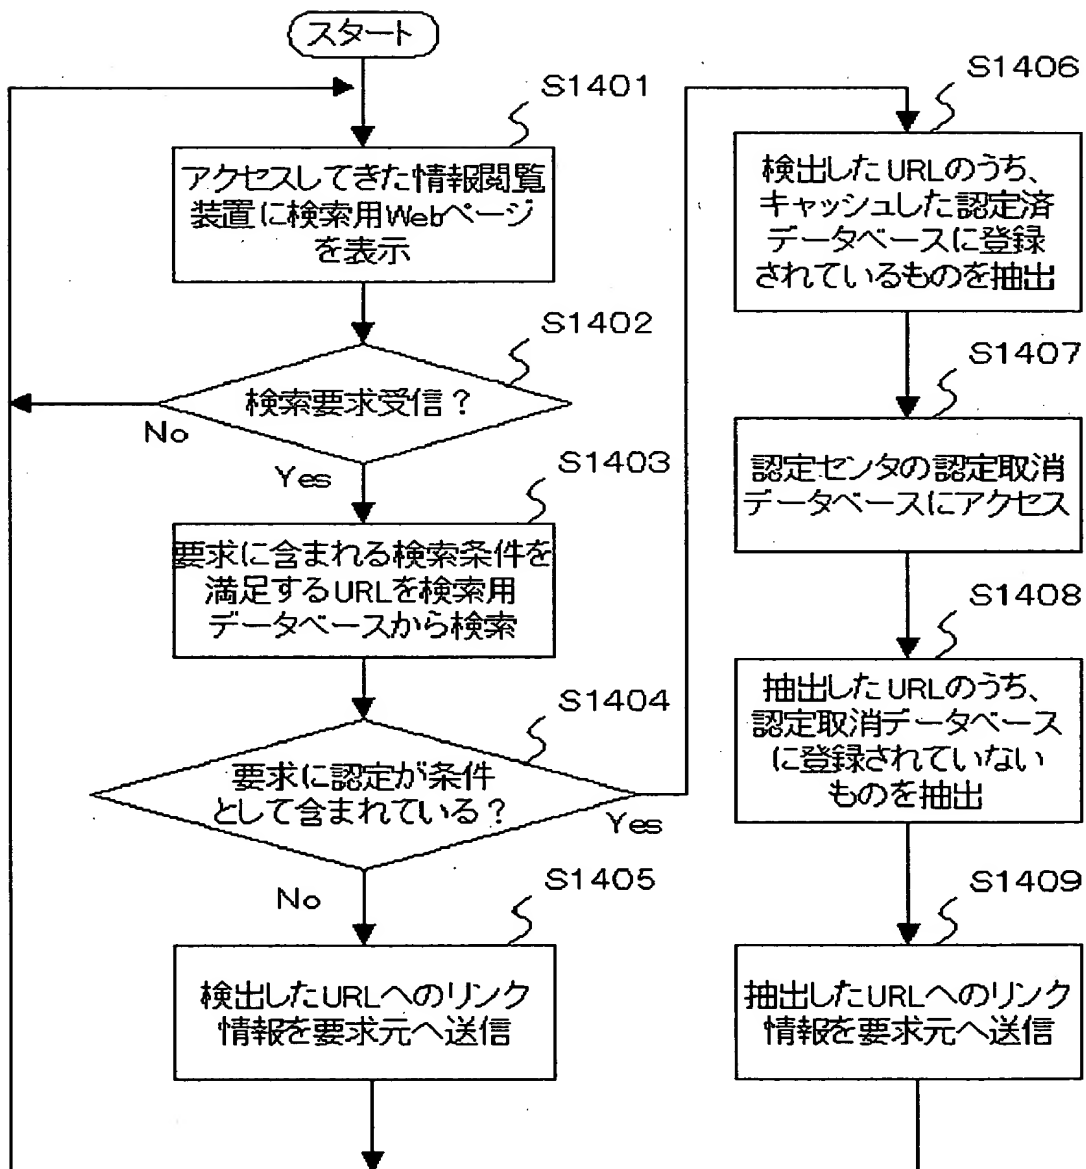 スタート
S1401
アクセスしてきた情報閲覧
装置に検索用Webページ
を表示
S1402
検索要求受信？
No
Yes
S1403
要求に含まれる検索条件を
満足するURLを検索用
データベースから検索
S1404
要求に認定が条件
として含まれている？
Yes
No
S1405
検出したURLへのリンク
情報を要求元へ送信
S1406
検出したURLのうち、
キャッシュした認定済
データベースに登録
されているものを抽出
S1407
認定センタの認定取消
データベースにアクセス
S1408
抽出したURLのうち、
認定取消データベース
に登録されていない
ものを抽出
S1409
抽出したURLへのリンク
情報を要求元へ送信